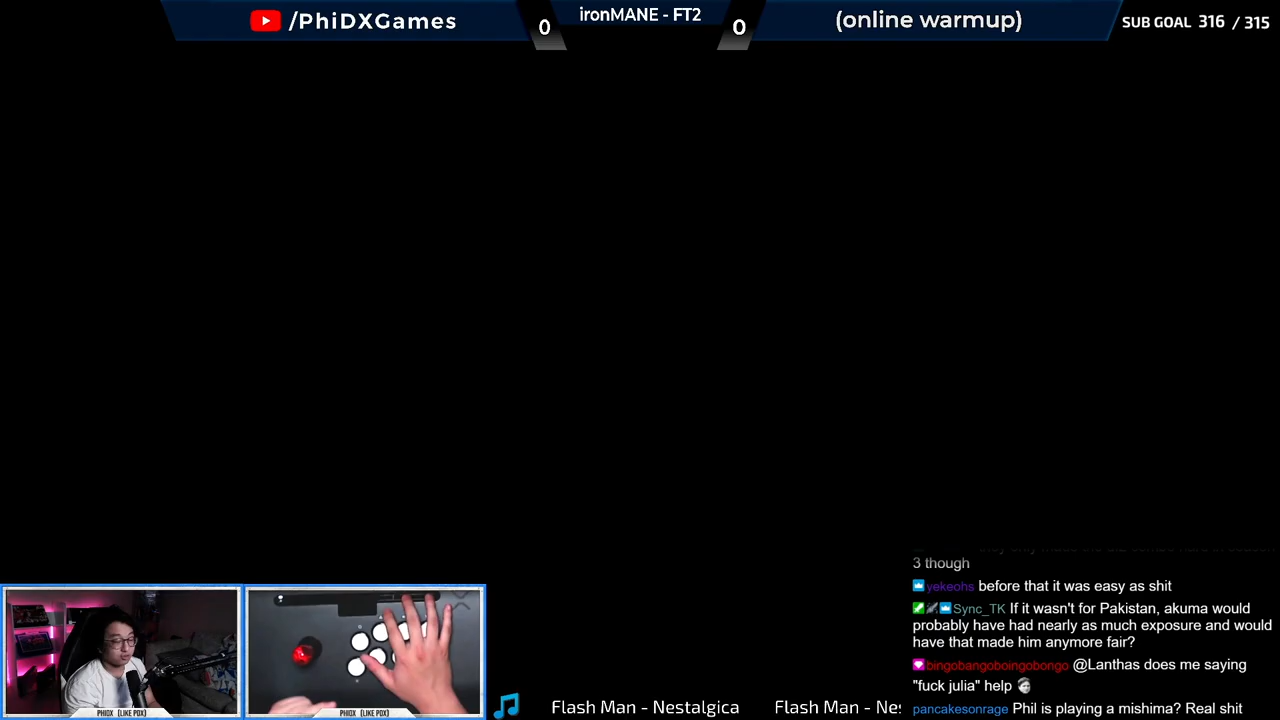 /PhiDXGames
0
ironMANE - FT2
0
(online warmup)
SUB GOAL 316 / 315
3 though
yekeohs before that it was easy as shit
Sync_TK If it wasn't for Pakistan, akuma would
probably have had nearly as much exposure and would
have that made him anymore fair?
bingobangoboingobongo @Lanthas does me saying
"fuck julia" help
pancakesonrage Phil is playing a mishima? Real shit
PHIDX (LIKE PDX)
PHIDX (LIKE PDX)
Flash Man - Nestalgica Flash Man - Nes